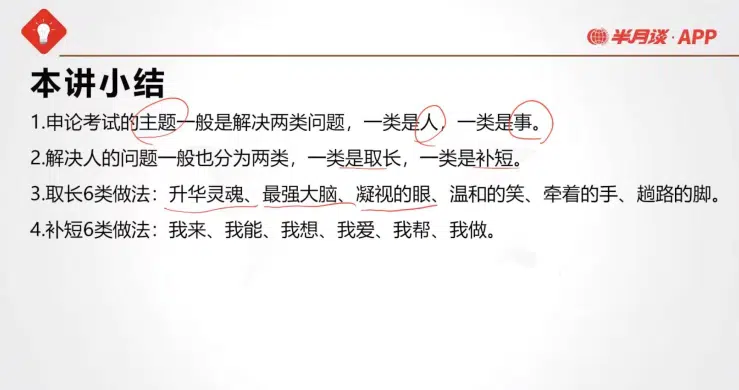 半月谈·APP
本讲小结
1.申论考试的主题一般是解决两类问题，一类是人，一类是事。
2.解决人的问题一般也分为两类，一类是取长，一类是补短。
3.取长6类做法：升华灵魂、最强大脑、凝视的眼、温和的笑、牵着的手、趟路的脚。
4.补短6类做法：我来、我能、我想、我爱、我帮、我做。